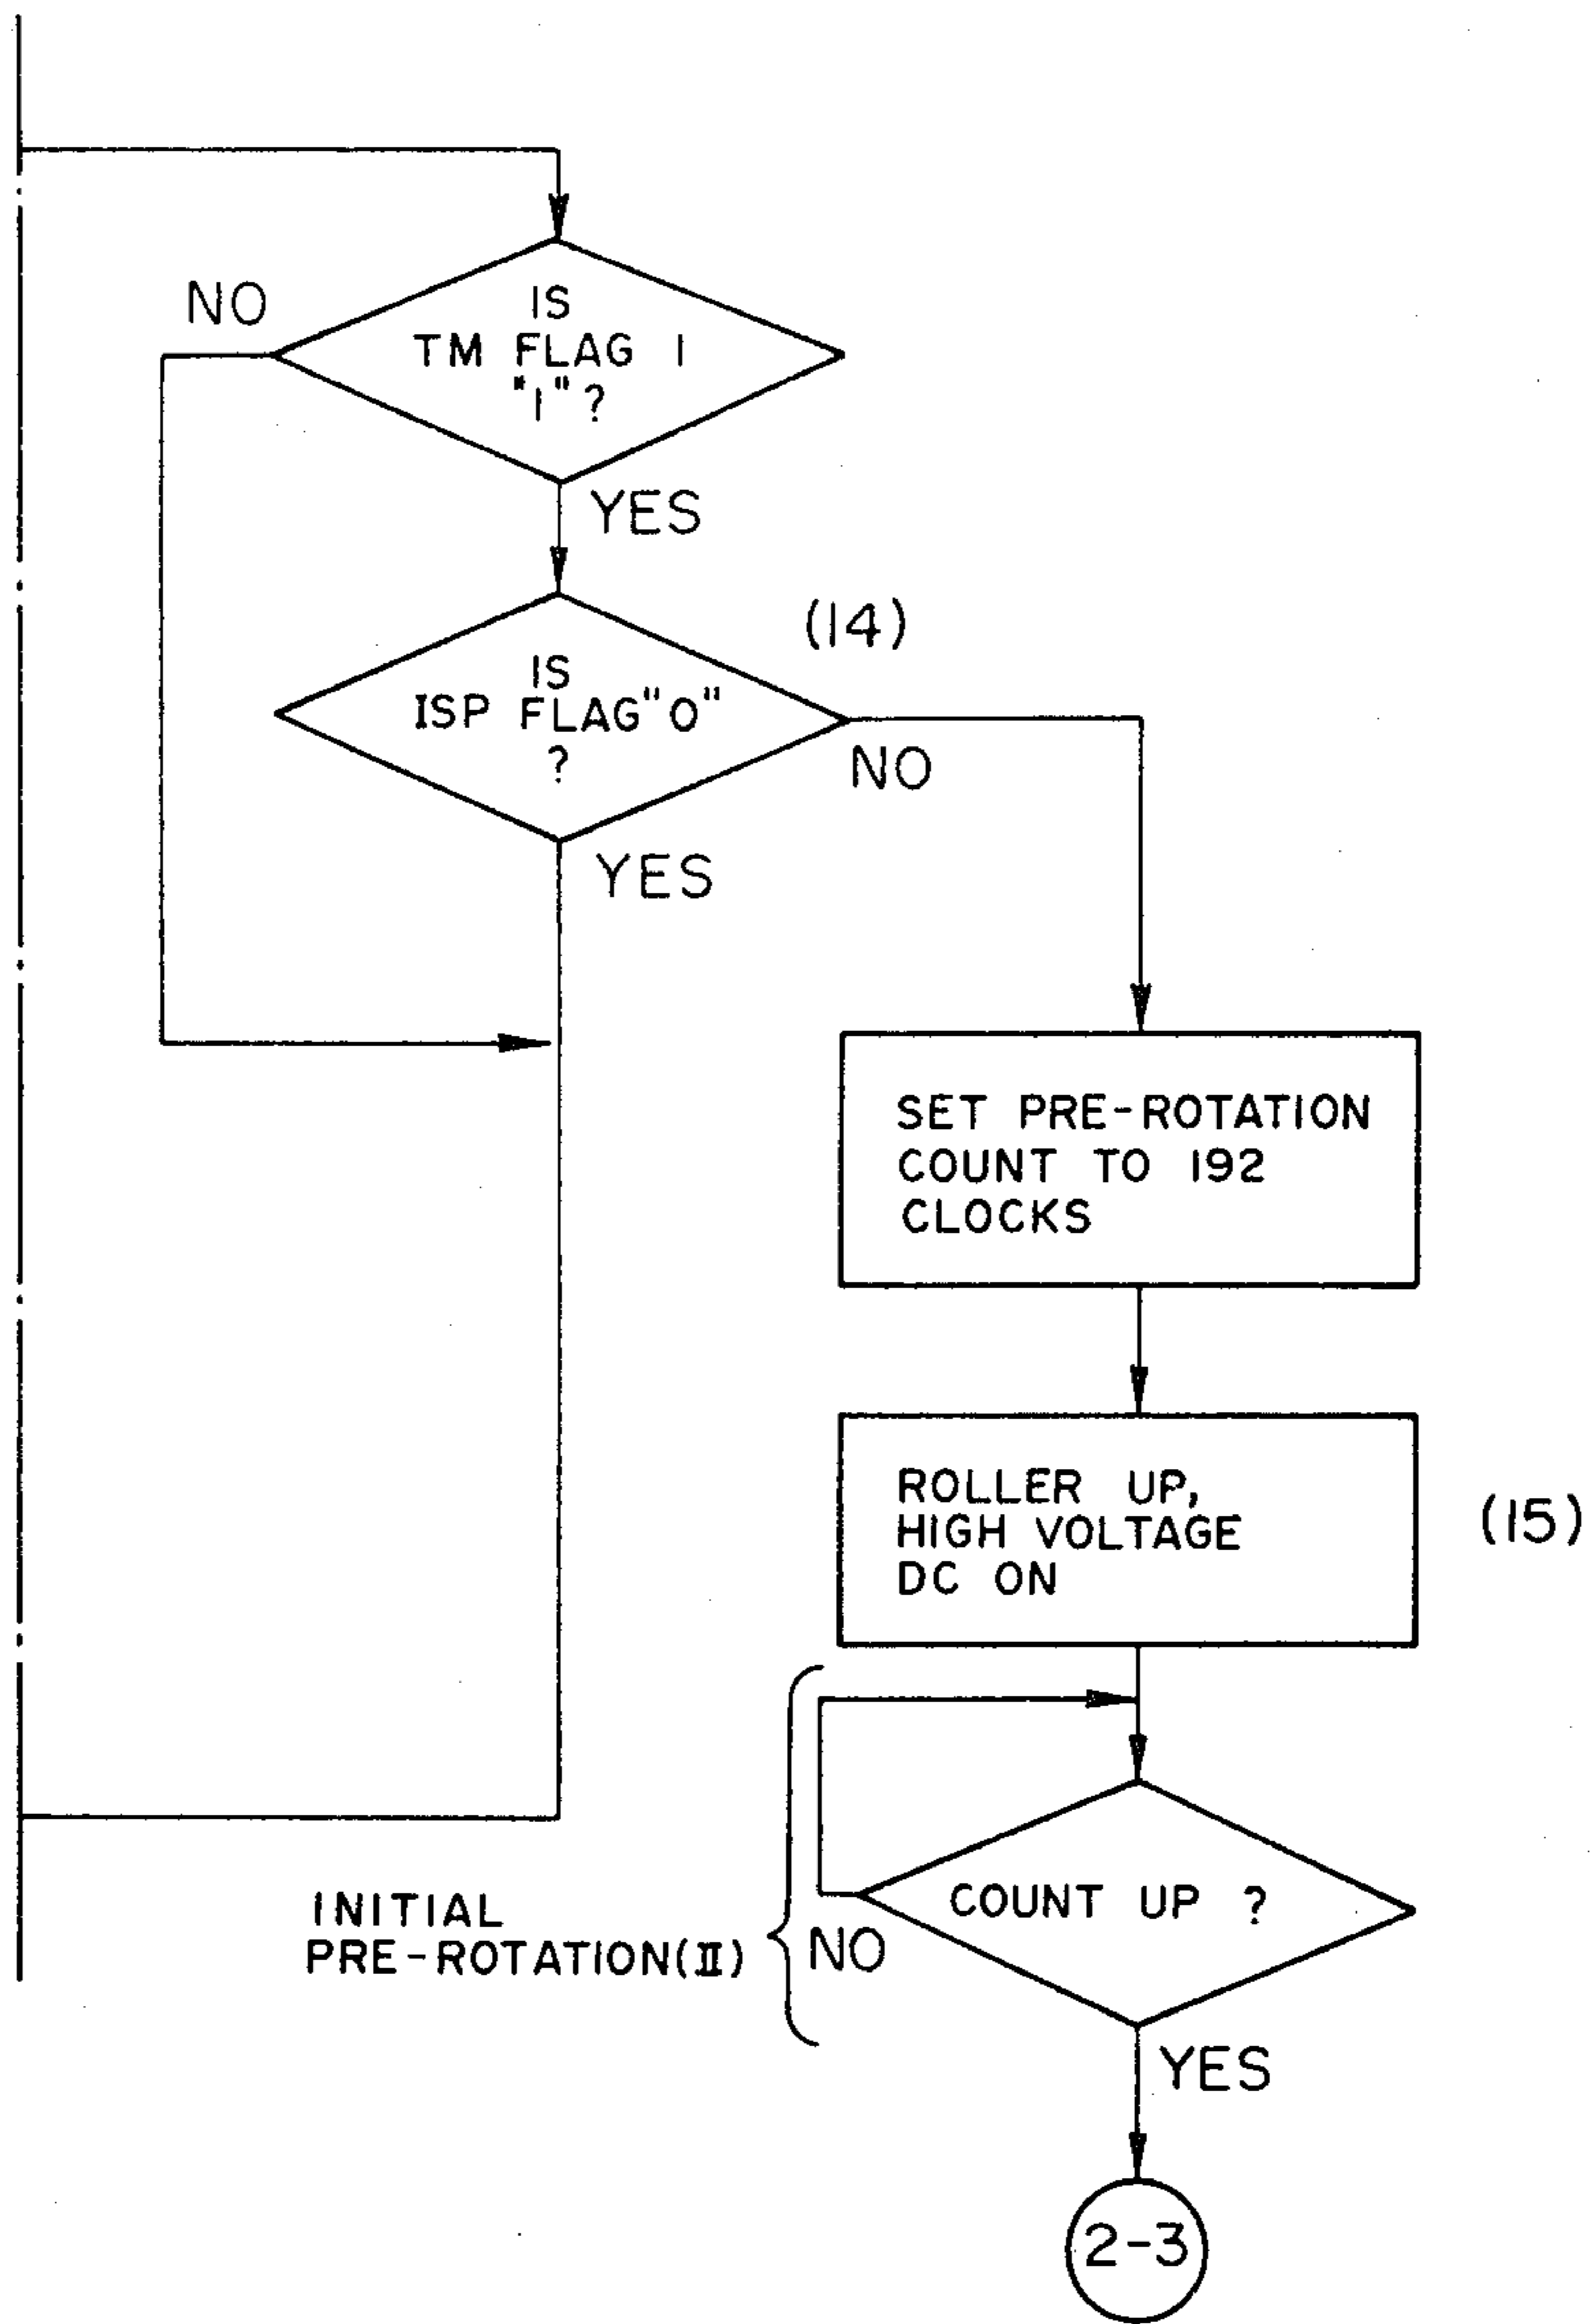 NO
IS
TM FLAG 1
"1" ?
YES
(14)
IS
ISP FLAG "0"
?
NO
YES
SET PRE-ROTATION
COUNT TO 192
CLOCKS
ROLLER UP,
HIGH VOLTAGE
DC ON
(15)
INITIAL
PRE-ROTATION(II)
COUNT UP ?
NO
YES
2-3